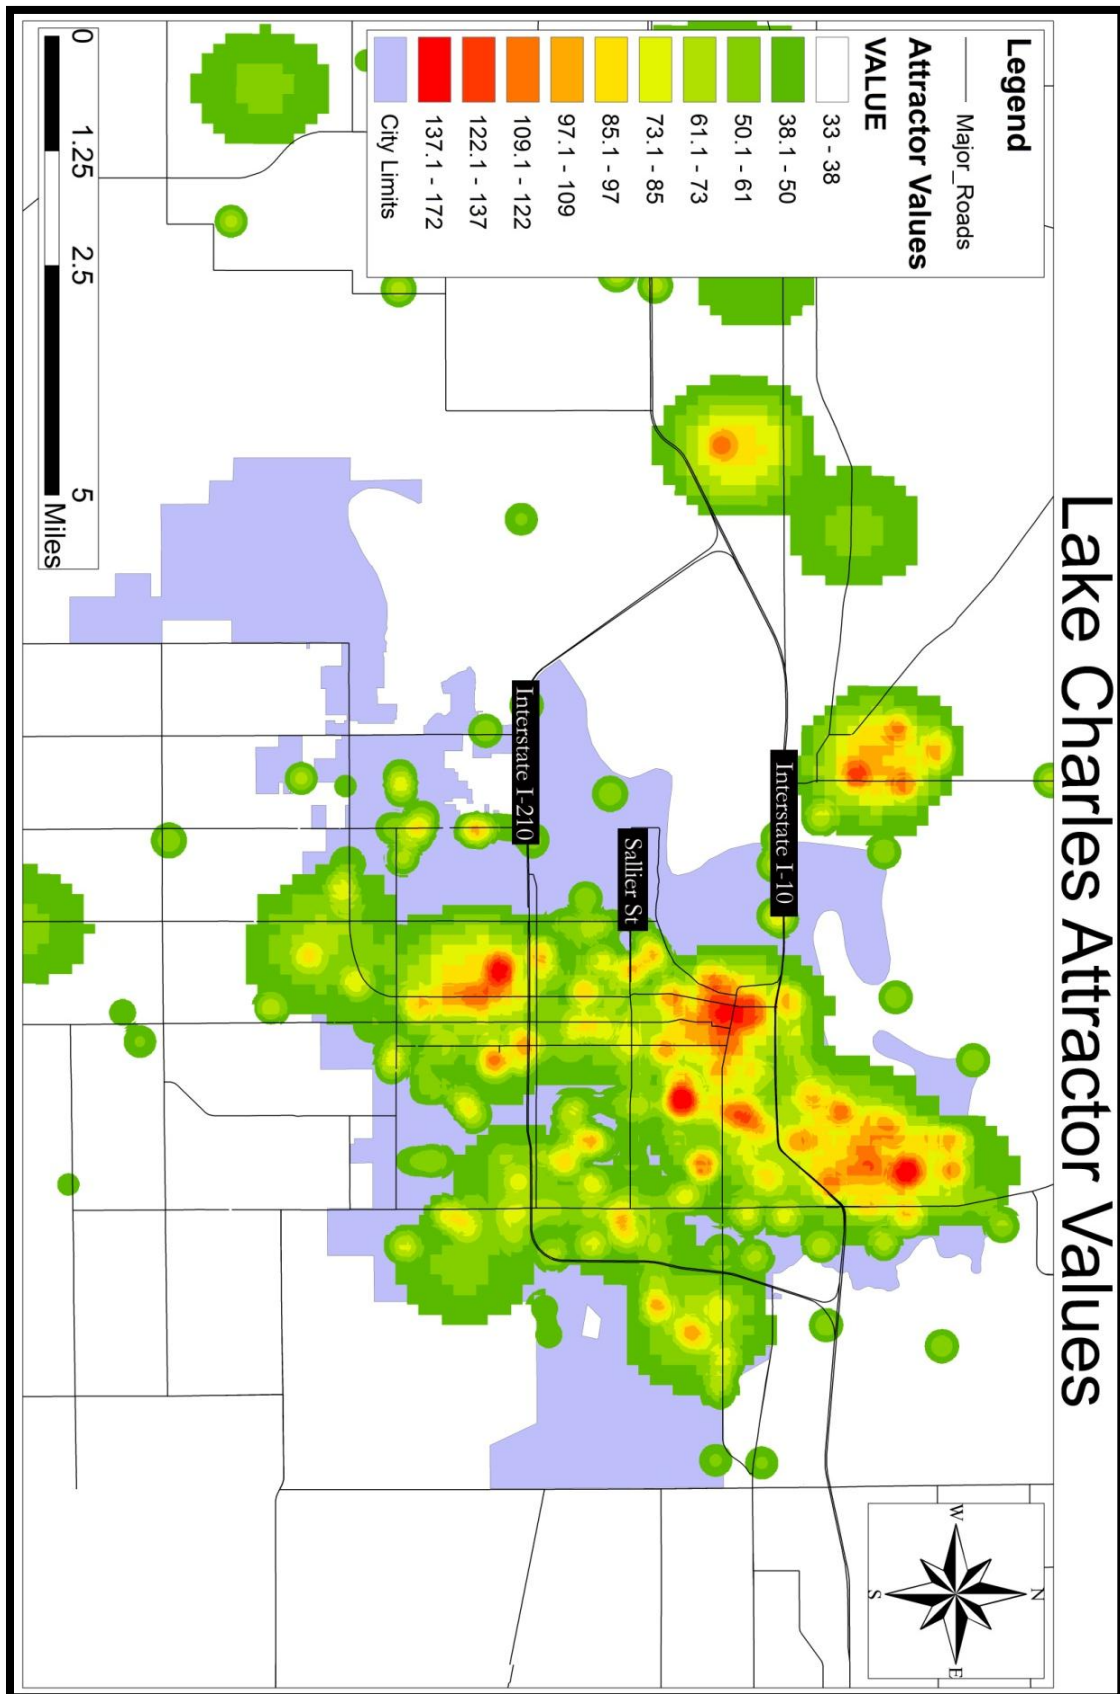 Lake Charles Attractor Values
Legend
Major_Roads
Attractor Values
VALUE
33 - 38
38.1 - 50
50.1 - 61
61.1 - 73
73.1 - 85
85.1 - 97
97.1 - 109
109.1 - 122
122.1 - 137
137.1 - 172
City Limits
N
W
E
S
Interstate I-10
Sallier St
Interstate I-210
0 1.25 2.5 5
Miles